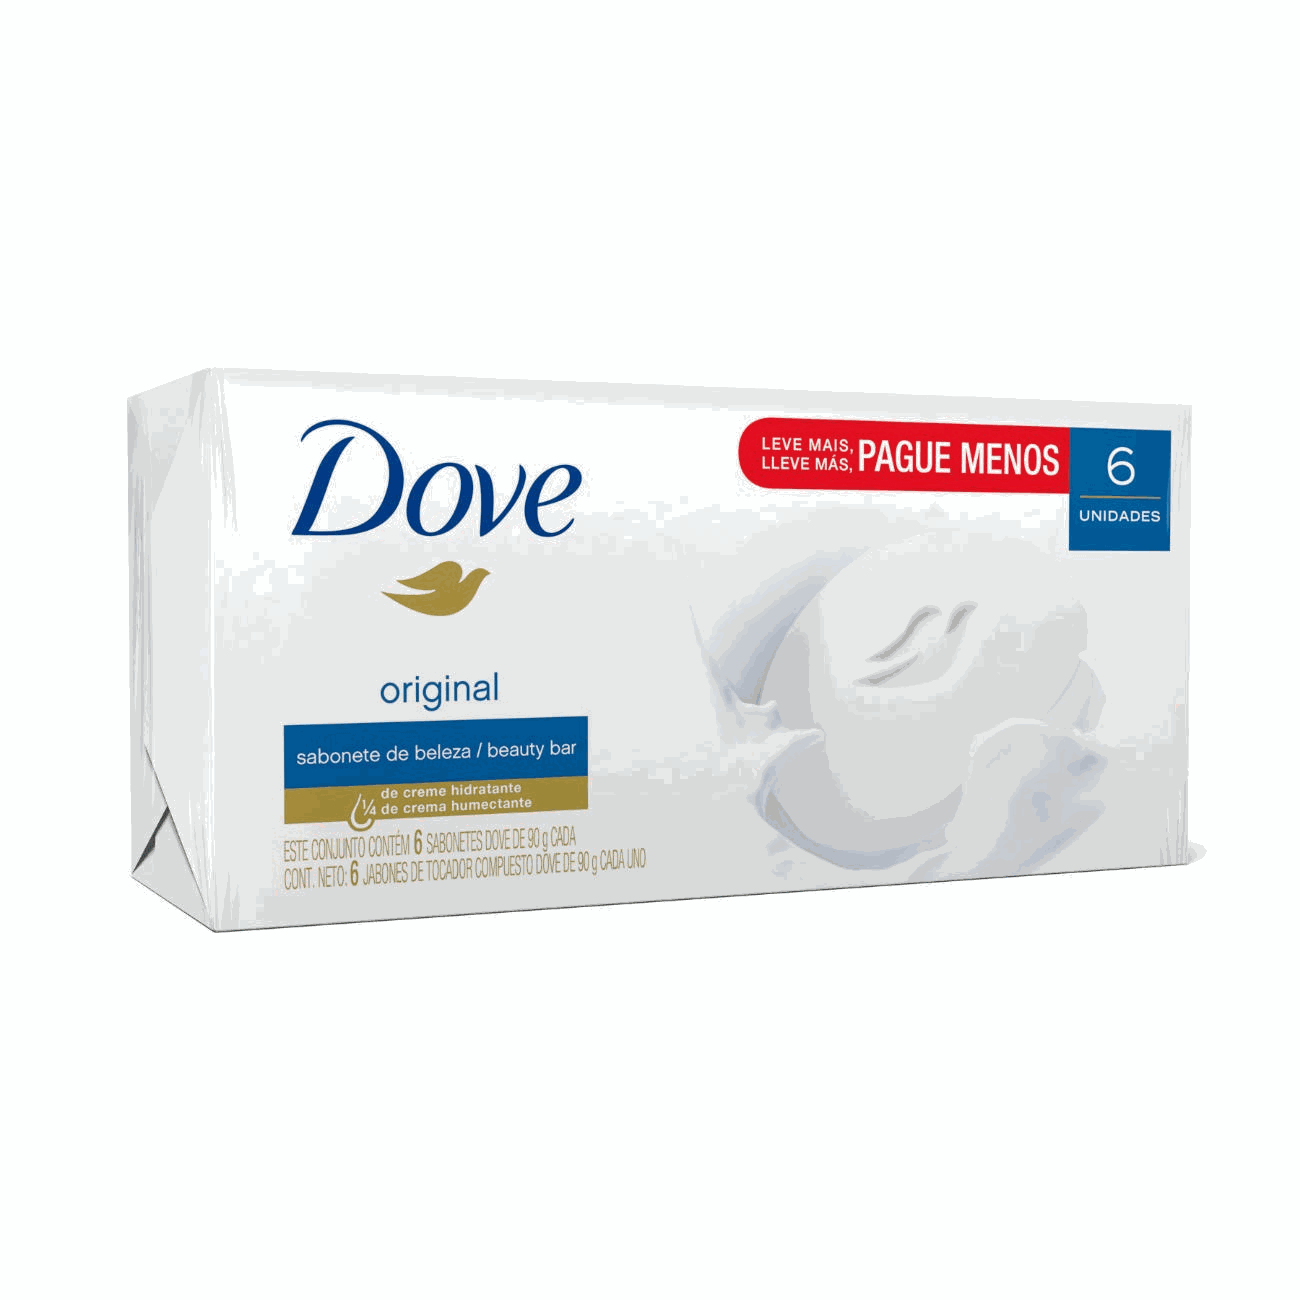 Dove
original
sabonete de beleza / beauty bar
1/4 de creme hidratante
de crema humectante
ESTE CONJUNTO CONTÉM 6 SABONETES DOVE DE 90 g CADA
CONT. NETO: 6 JABONES DE TOCADOR COMPUESTO DOVE DE 90 g CADA UNO
LEVE MAIS,
LLEVE MÁS, PAGUE MENOS
6
UNIDADES